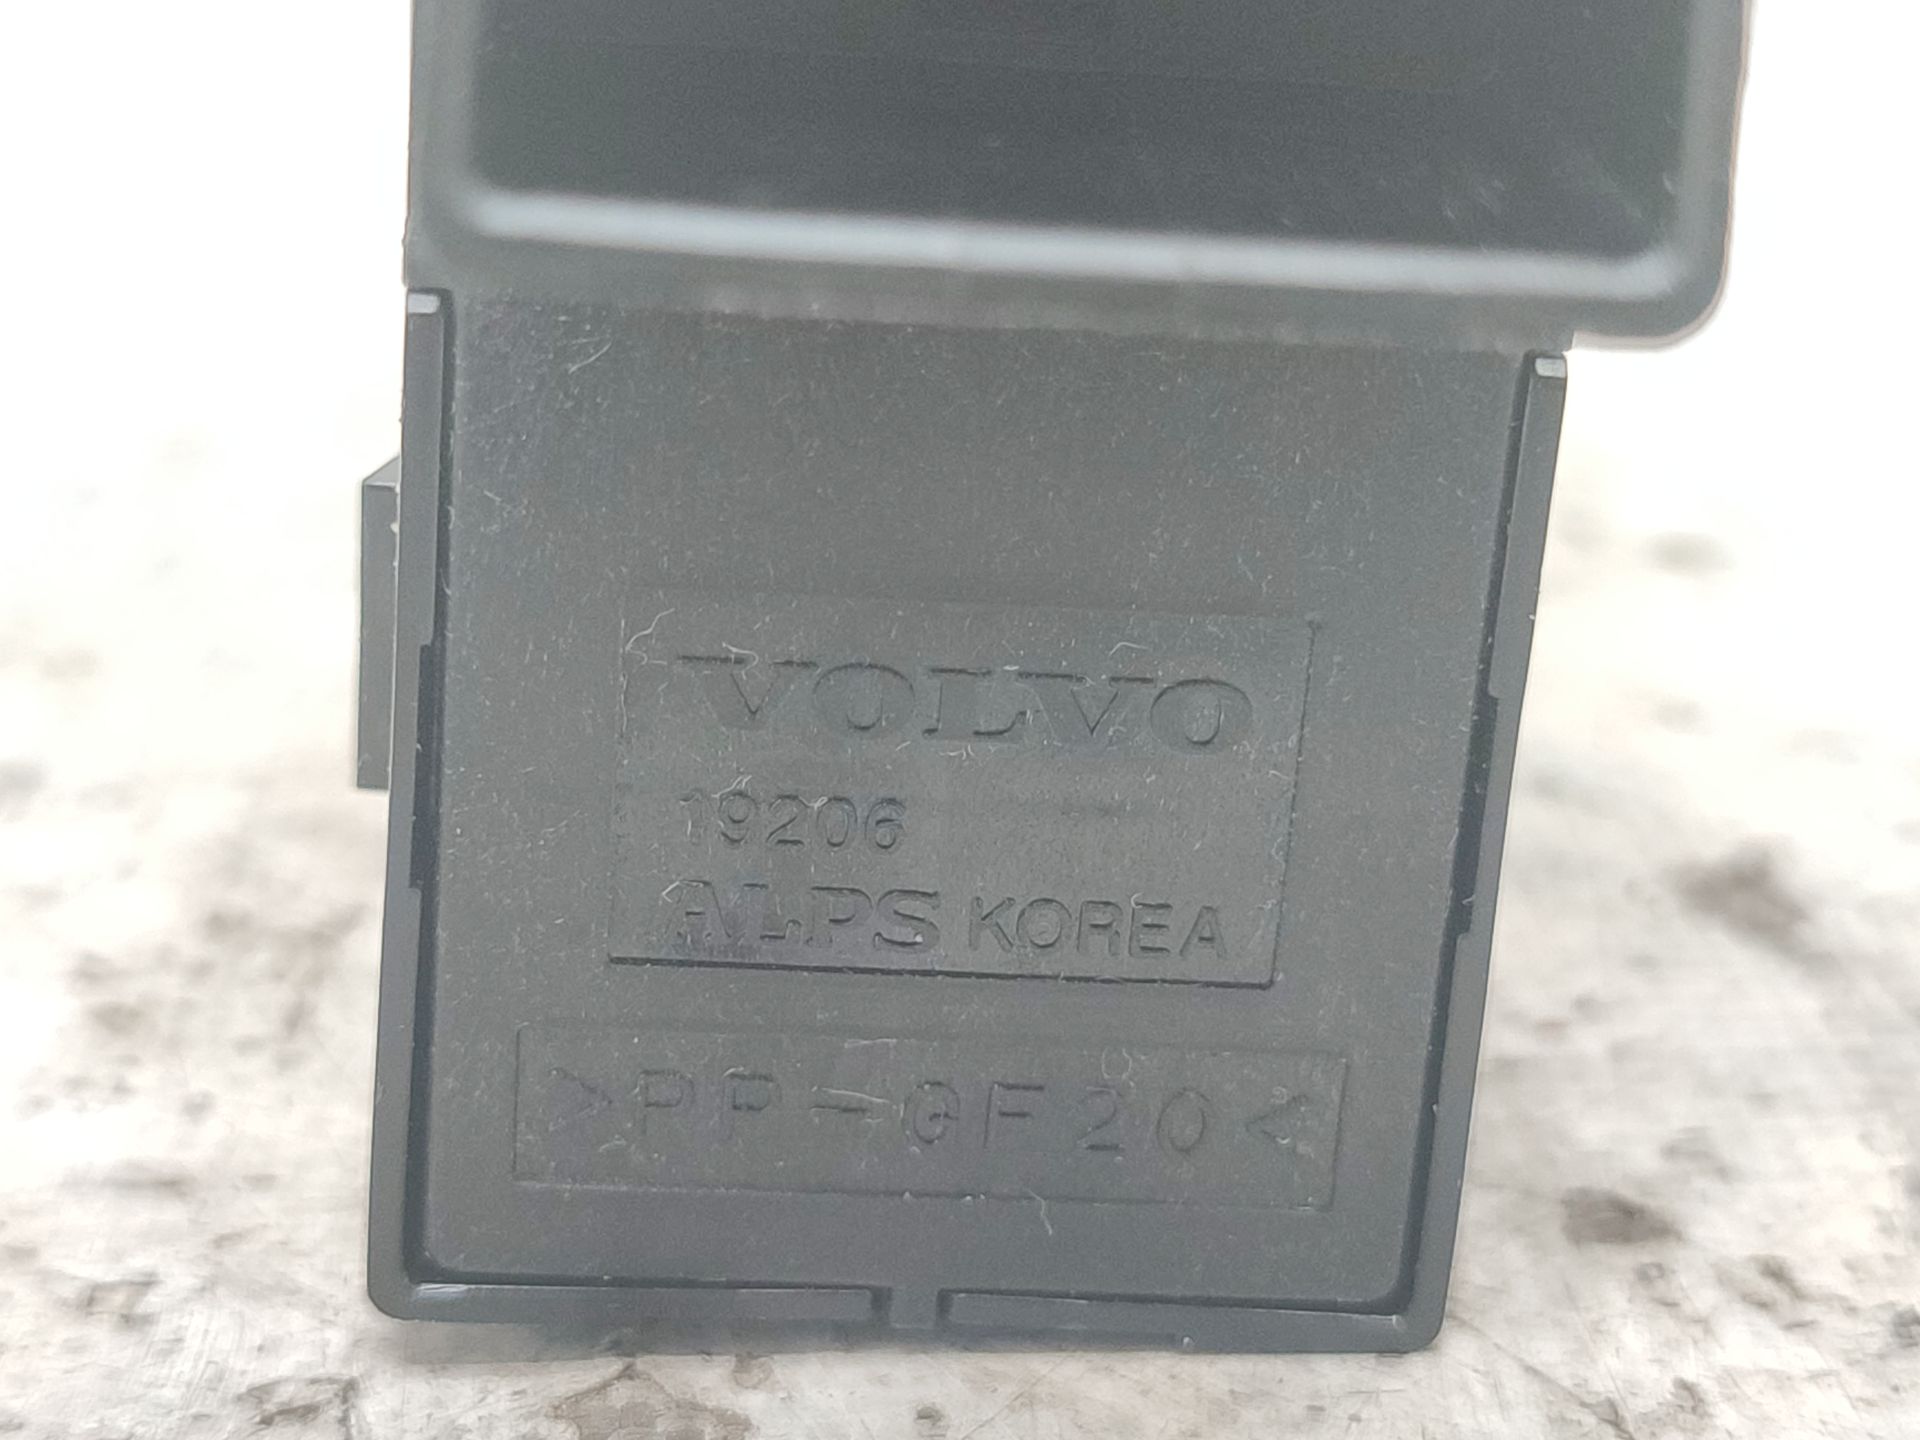 VOLVO
19206
ALPS KOREA
>PP-GF20<